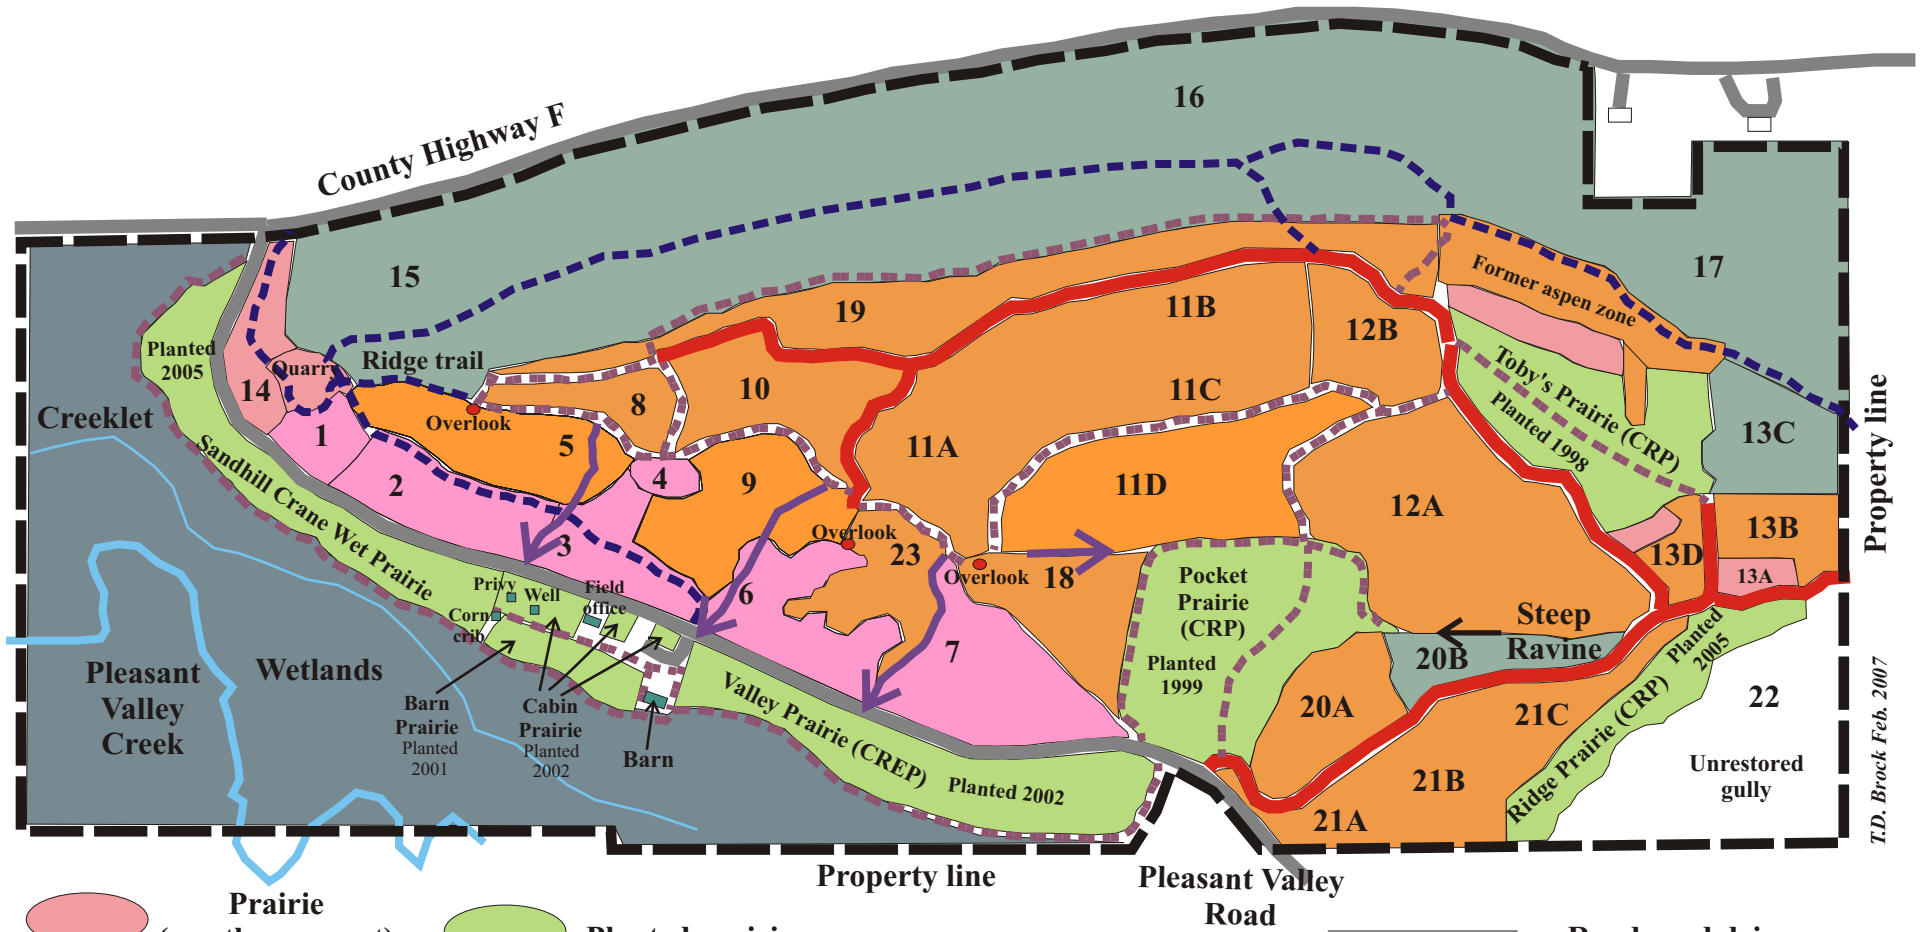 County Highway F
16
15
17
19
Former aspen zone
11B
12B
Planted
2005
Quarry
Ridge trail
14
Overlook
8
10
11C
Toby's Prairie (CRP)
Planted 1998
13C
Property line
Creeklet
1
5
11A
2
4
9
11D
12A
Sandhill Crane Wet Prairie
3
Overlook
23
Overlook
18
13D
13B
13A
Privy
Well
Field
office
Corn
crib
6
7
Pocket
Prairie
(CRP)
Planted
1999
Steep
Ravine
20B
Planted
2005
Pleasant
Valley
Creek
Wetlands
Barn
Prairie
Planted
2001
Cabin
Prairie
Planted
2002
Barn
Valley Prairie (CREP)
Planted 2002
20A
21C
21B
21A
Ridge Prairie (CRP)
22
Unrestored
gully
T.D. Brock Feb. 2007
Property line
Pleasant Valley
Road
Prairie